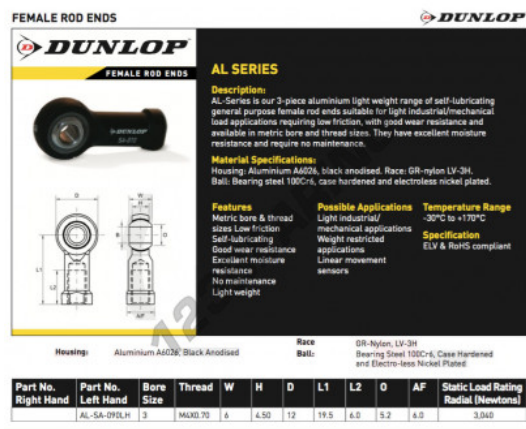 FEMALE ROD ENDS
DUNLOP
DUNLOP
FEMALE ROD ENDS
AL SERIES
Description:
AL-Series is our 3-piece aluminium light weight range of self-lubricating
general purpose female rod ends suitable for light industrial/mechanical
load applications requiring low friction, with good wear resistance and
available in metric bore and thread sizes. They have excellent moisture
resistance and require no maintenance.
Material Specifications:
Housing: Aluminium A6026, black anodised. Race: GR-nylon LV-3H.
Ball: Bearing steel 100Cr6, case hardened and electroless nickel plated.
DUNLOP
Features
Metric bore & thread
sizes Low friction
Self-lubricating
Good wear resistance
Excellent moisture
resistance
No maintenance
Light weight
Possible Applications
Light industrial/
mechanical applications
Weight restricted
applications
Linear movement
sensors
Temperature Range
-30°C to +170°C
Specification
ELV & RoHS compliant
D
W
H
B
O
L1
L2
AF
Housing: Aluminium A6026, Black Anodised
Race GR-Nylon, LV-3H
Ball: Bearing Steel 100Cr6, Case Hardened
and Electro-less Nickel Plated
Part No. Right Hand Part No. Left Hand Bore Size Thread W H D L1 L2 O AF Static Load Rating Radial (Newtons)
AL-SA-090LH 3 M4X0.70 6 4.50 12 19.5 6.0 5.2 6.0 3,040